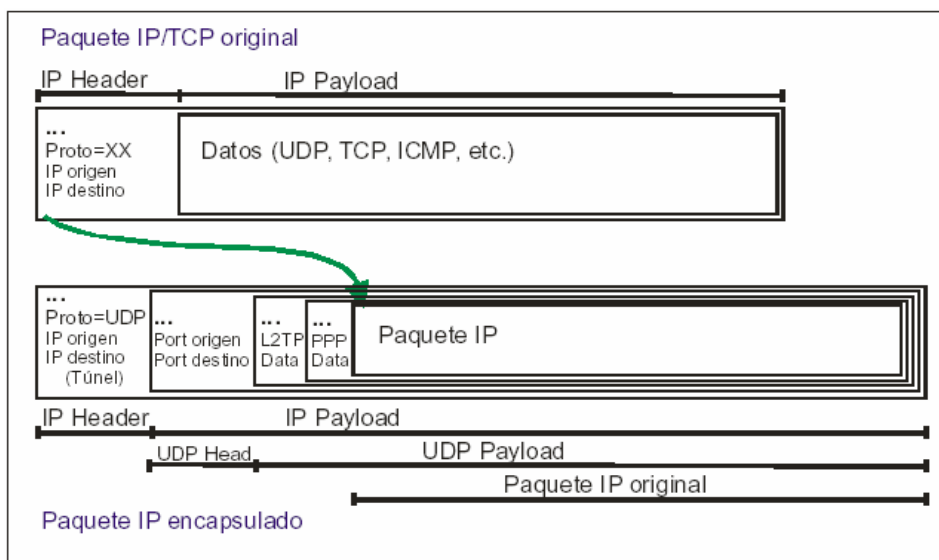 Paquete IP/TCP original
IP Header IP Payload
...
Proto=XX
IP origen
IP destino
Datos (UDP, TCP, ICMP, etc.)
...
Proto=UDP
IP origen
IP destino
(Túnel)
...
Port origen
Port destino
...
L2TP
Data
...
PPP
Data
Paquete IP
IP Header IP Payload
UDP Head UDP Payload
Paquete IP original
Paquete IP encapsulado